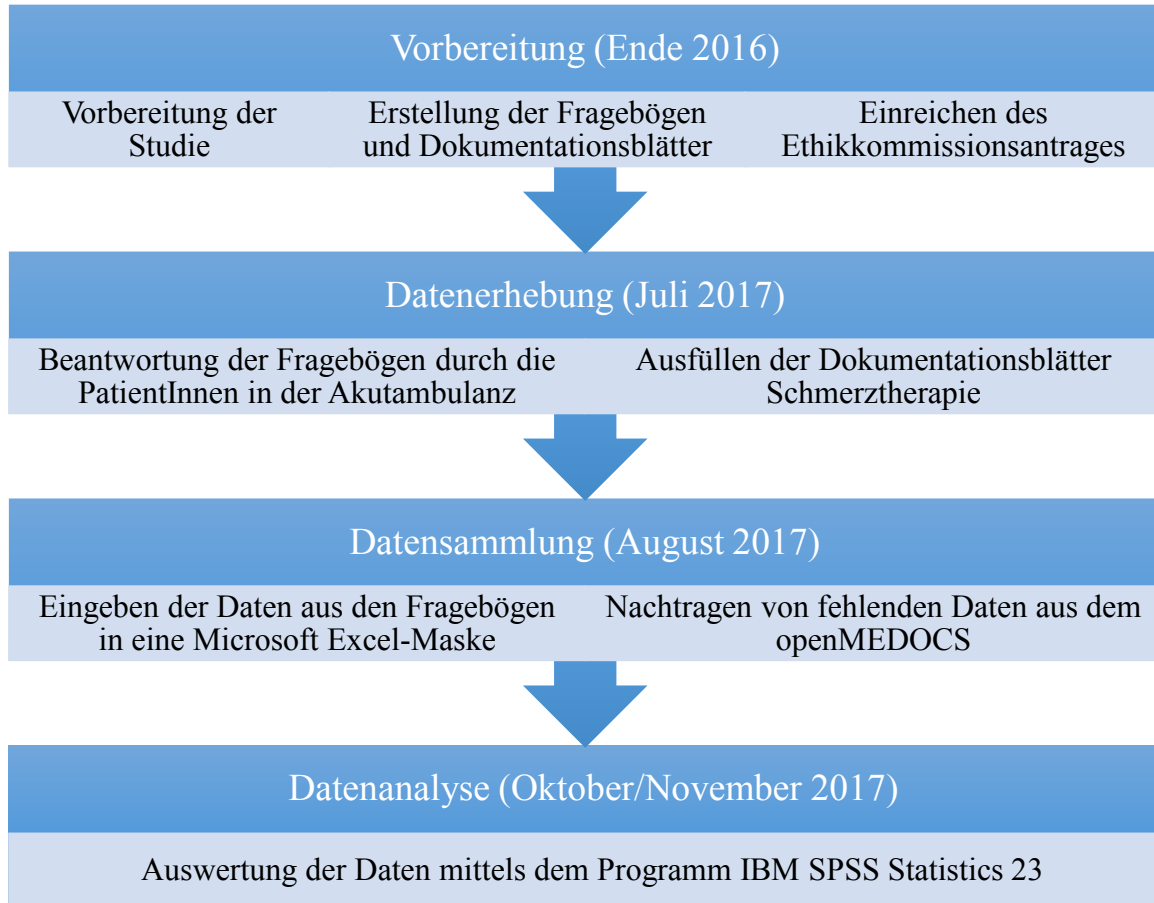 Vorbereitung (Ende 2016)
Vorbereitung der
Studie
Erstellung der Fragebögen
und Dokumentationsblätter
Einreichen des
Ethikkommissionsantrages
Datenerhebung (Juli 2017)
Beantwortung der Fragebögen durch die
PatientInnen in der Akutambulanz
Ausfüllen der Dokumentationsblätter
Schmerztherapie
Datensammlung (August 2017)
Eingeben der Daten aus den Fragebögen
in eine Microsoft Excel-Maske
Nachtragen von fehlenden Daten aus dem
openMEDOCS
Datenanalyse (Oktober/November 2017)
Auswertung der Daten mittels dem Programm IBM SPSS Statistics 23